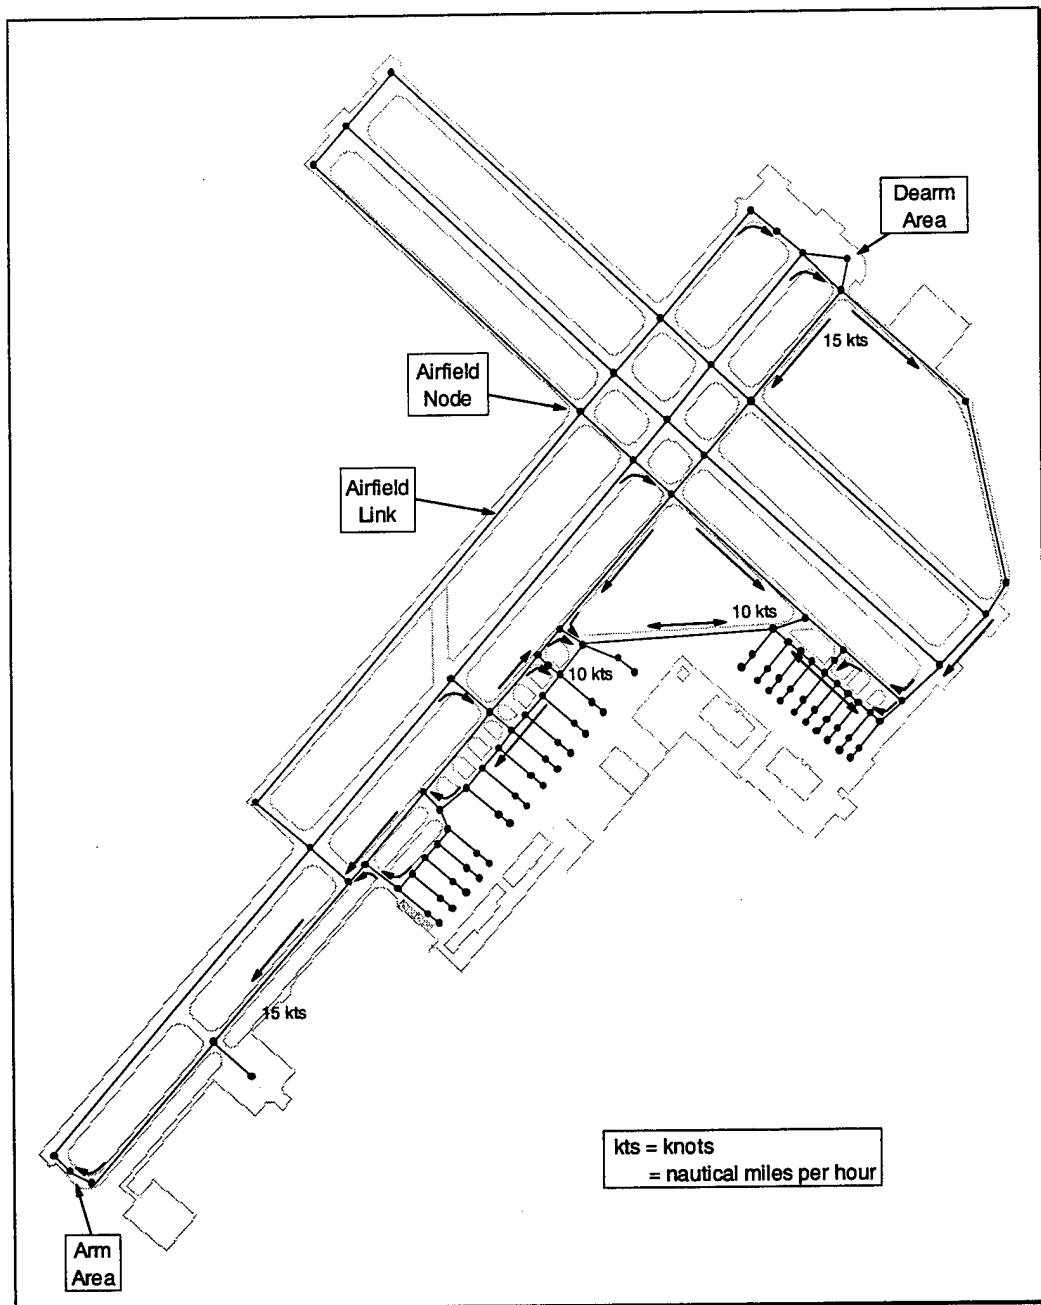 Dearm
Area
15 kts
Airfield
Node
Airfield
Link
10 kts
10 kts
15 kts
kts = knots
= nautical miles per hour
Arm
Area